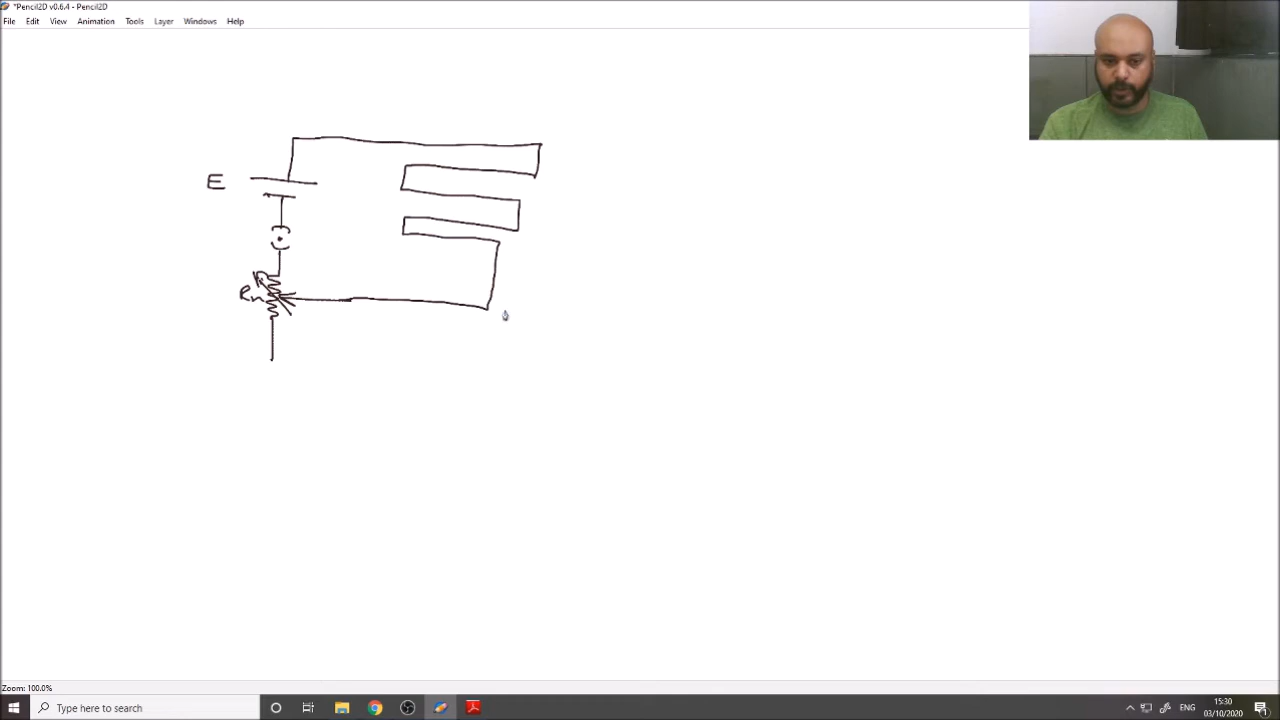 *Pencil2D v0.6.4 - Pencil2D
File Edit View Animation Tools Layer Windows Help
E
Rh
Zoom: 100.0%
Type here to search
ENG
15:30
03/10/2020